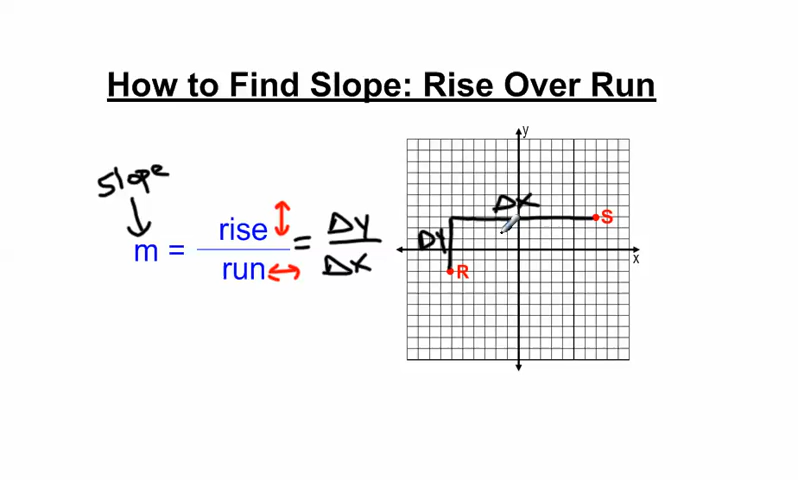 How to Find Slope: Rise Over Run
slope
m = rise / run = Δy / Δx
y
Δx
S
Δy
x
R